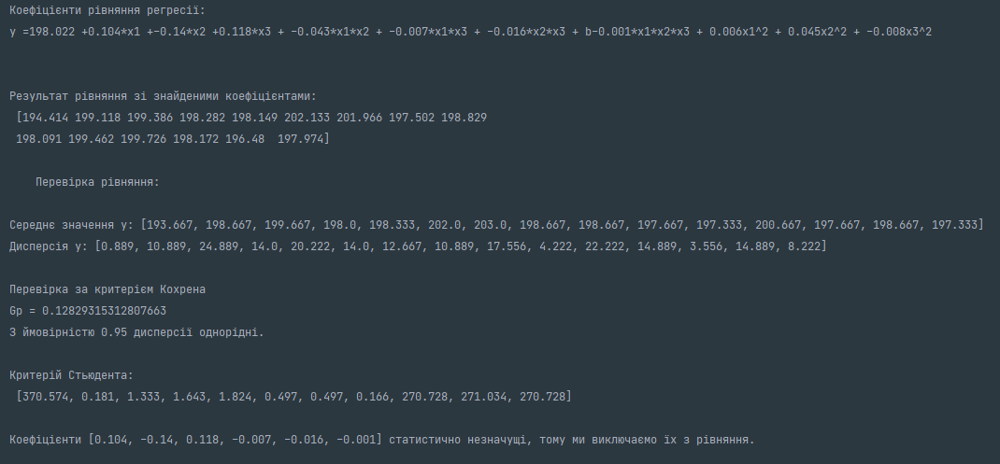 Коефіцієнти рівняння регресії:
y =198.022 +0.104*x1 +-0.14*x2 +0.118*x3 + -0.043*x1*x2 + -0.007*x1*x3 + -0.016*x2*x3 + b-0.001*x1*x2*x3 + 0.006x1^2 + 0.045x2^2 + -0.008x3^2
Результат рівняння зі знайденими коефіцієнтами:
[194.414 199.118 199.386 198.282 198.149 202.133 201.966 197.502 198.829
198.091 199.462 199.726 198.172 196.48  197.974]
Перевірка рівняння:
Середнє значення y: [193.667, 198.667, 199.667, 198.0, 198.333, 202.0, 203.0, 198.667, 198.667, 197.667, 197.333, 200.667, 197.667, 198.667, 197.333]
Дисперсія y: [0.889, 10.889, 24.889, 14.0, 20.222, 14.0, 12.667, 10.889, 17.556, 4.222, 22.222, 14.889, 3.556, 14.889, 8.222]
Перевірка за критерієм Кохрена
Gp = 0.12829315312807663
З ймовірністю 0.95 дисперсії однорідні.
Критерій Стьюдента:
[370.574, 0.181, 1.333, 1.643, 1.824, 0.497, 0.497, 0.166, 270.728, 271.034, 270.728]
Коефіцієнти [0.104, -0.14, 0.118, -0.007, -0.016, -0.001] статистично незначущі, тому ми виключаємо їх з рівняння.